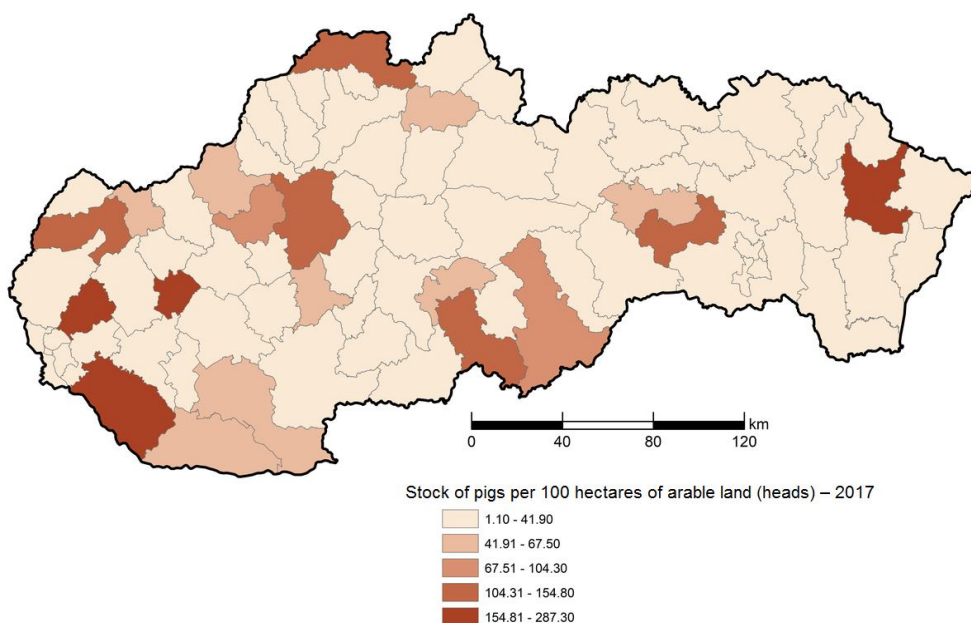 km
0 40 80 120
Stock of pigs per 100 hectares of arable land (heads) – 2017
1.10 - 41.90
41.91 - 67.50
67.51 - 104.30
104.31 - 154.80
154.81 - 287.30